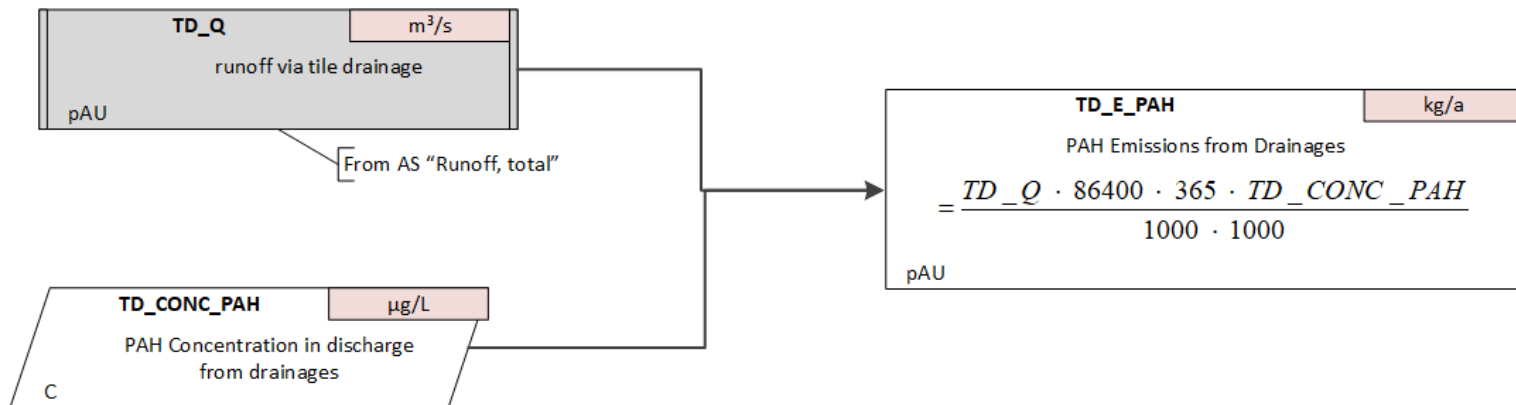 TD_Q
m³/s
runoff via tile drainage
pAU
From AS “Runoff, total”
TD_CONC_PAH
µg/L
PAH Concentration in discharge
from drainages
C
TD_E_PAH
kg/a
PAH Emissions from Drainages
= TD_Q · 86400 · 365 · TD_CONC_PAH
1000 · 1000
pAU